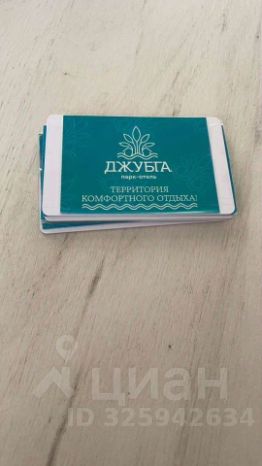 ДЖУБГА
парк-отель
ТЕРРИТОРИЯ
КОМФОРТНОГО ОТДЫХА!
циан
ID 325942634